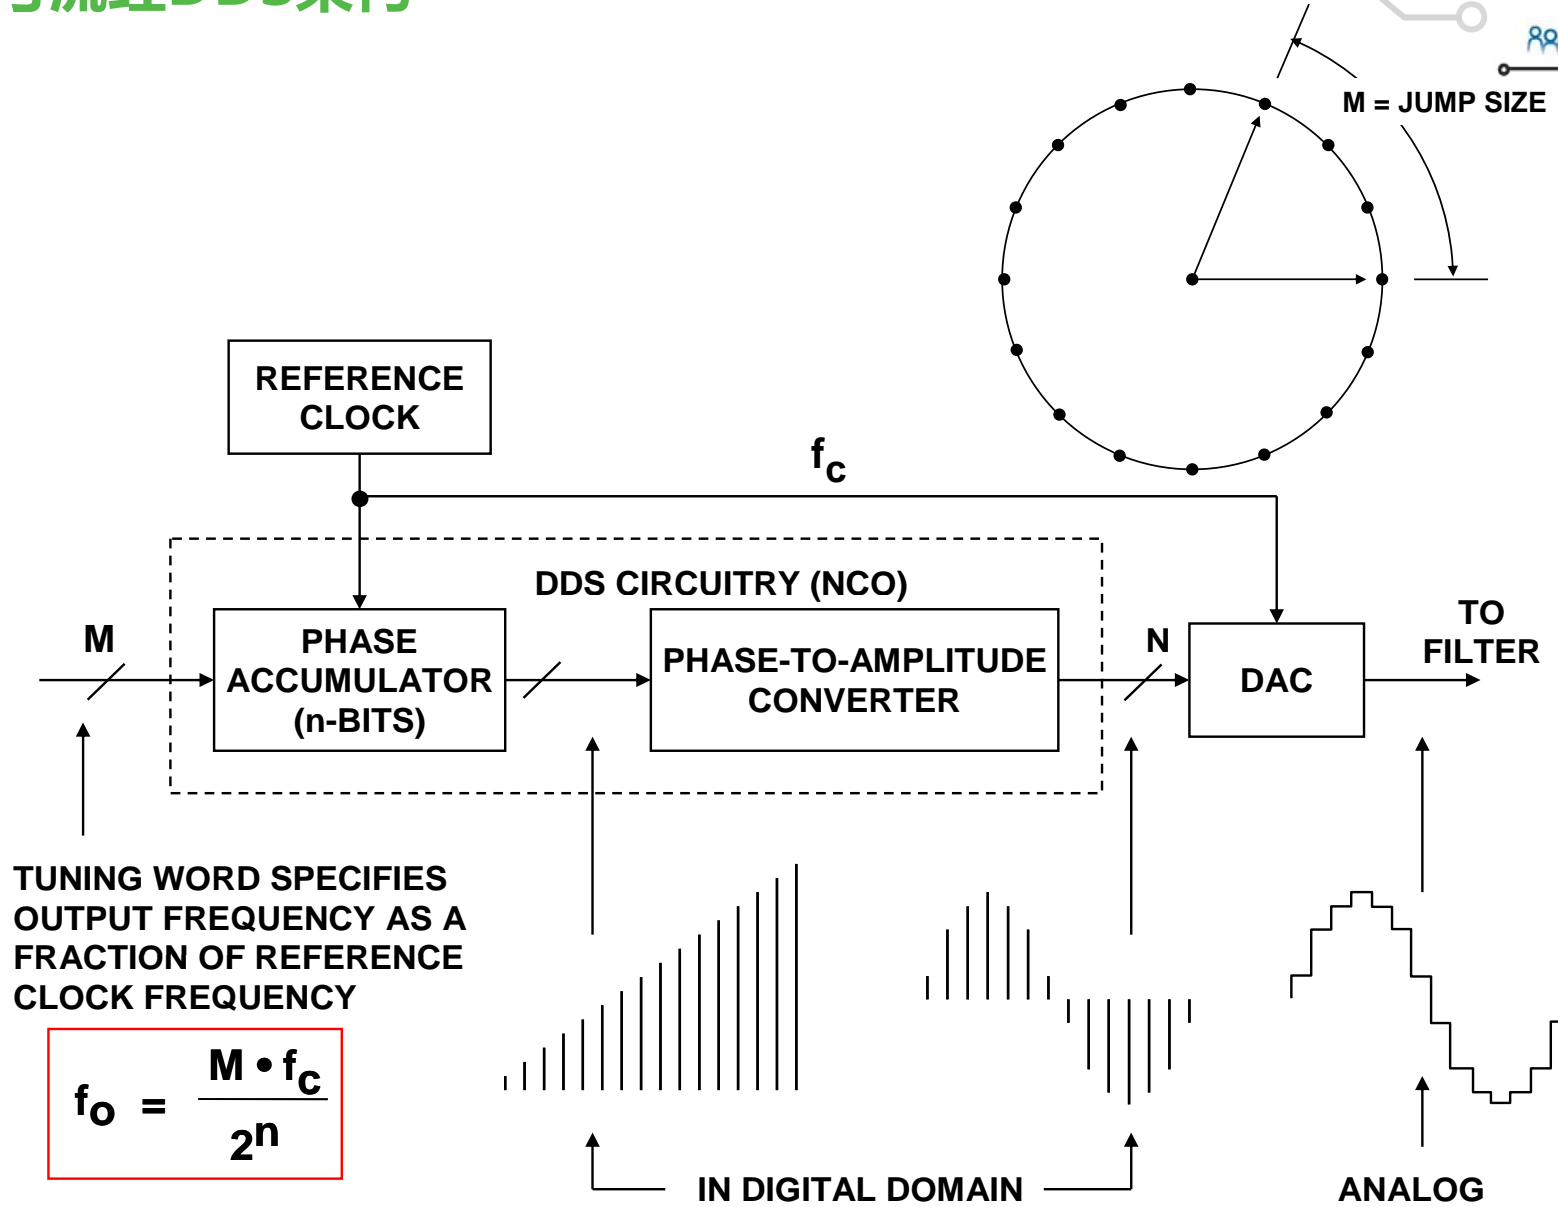 M = JUMP SIZE
REFERENCE
CLOCK
fc
DDS CIRCUITRY (NCO)
M
PHASE
ACCUMULATOR
(n-BITS)
PHASE-TO-AMPLITUDE
CONVERTER
N
DAC
TO
FILTER
TUNING WORD SPECIFIES
OUTPUT FREQUENCY AS A
FRACTION OF REFERENCE
CLOCK FREQUENCY
fo = M • fc
2n
IN DIGITAL DOMAIN
ANALOG